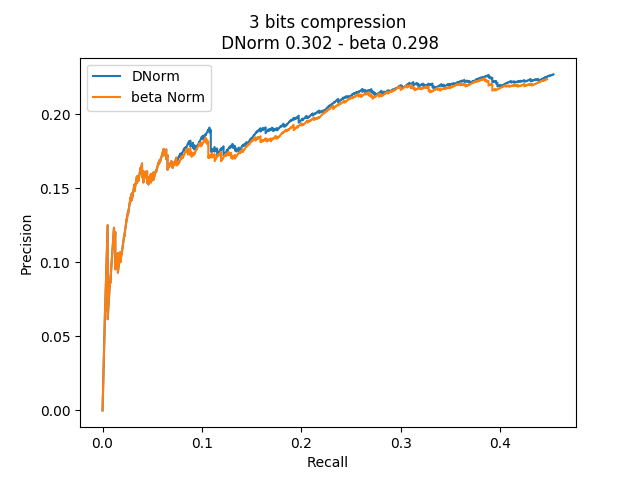 3 bits compression
DNorm 0.302 - beta 0.298
DNorm
beta Norm
0.20
0.15
0.10
0.05
0.00
Precision
0.0 0.1 0.2 0.3 0.4
Recall